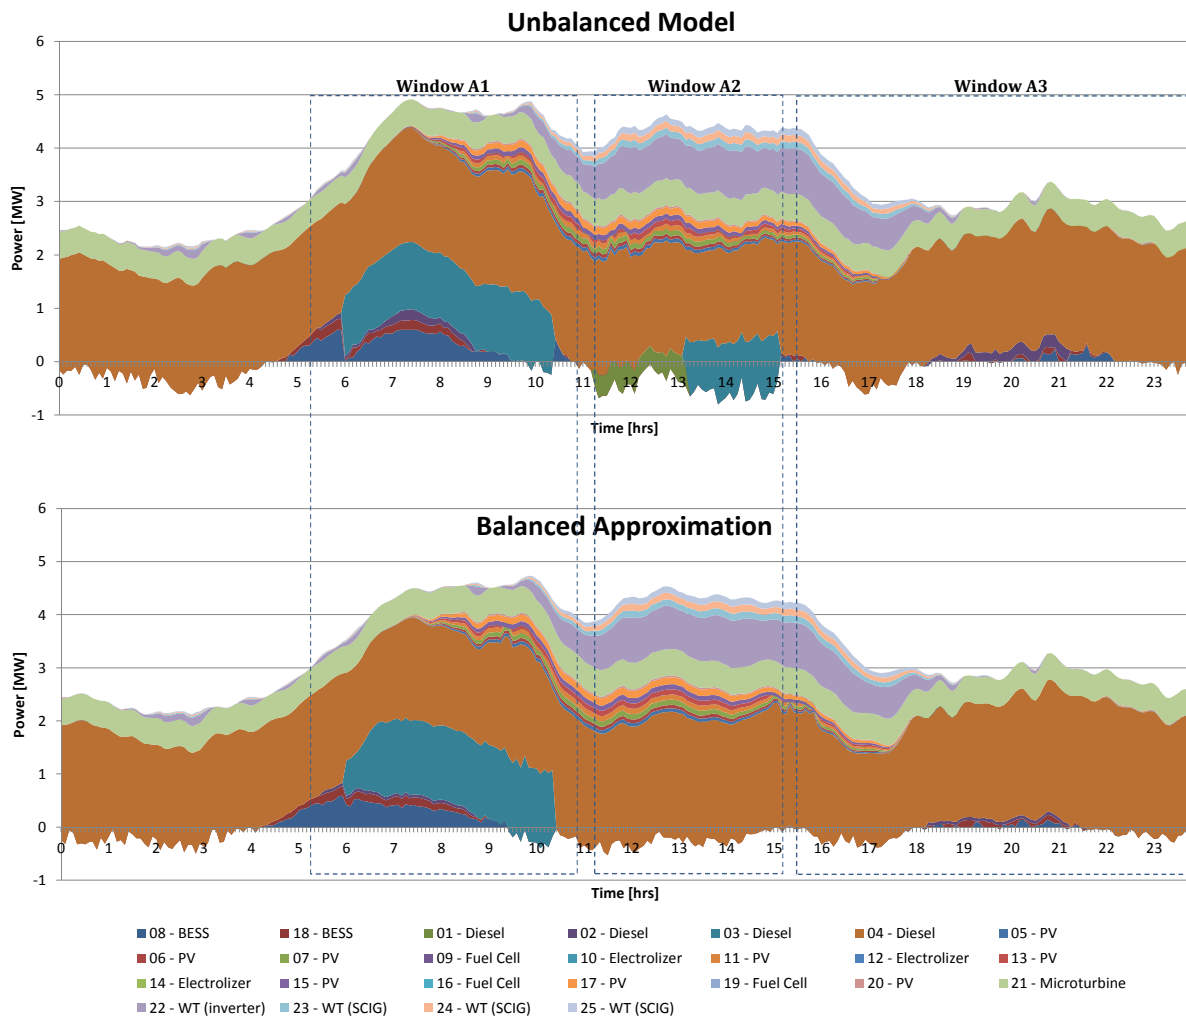 Unbalanced Model
6
5
4
3
2
1
0
-1
Power [MW]
Window A1
Window A2
Window A3
0 1 2 3 4 5 6 7 8 9 10 11 12 13 14 15 16 17 18 19 20 21 22 23
Time [hrs]
Balanced Approximation
6
5
4
3
2
1
0
-1
Power [MW]
0 1 2 3 4 5 6 7 8 9 10 11 12 13 14 15 16 17 18 19 20 21 22 23
Time [hrs]
08 - BESS 18 - BESS 01 - Diesel 02 - Diesel 03 - Diesel 04 - Diesel 05 - PV
06 - PV 07 - PV 09 - Fuel Cell 10 - Electrolizer 11 - PV 12 - Electrolizer 13 - PV
14 - Electrolizer 15 - PV 16 - Fuel Cell 17 - PV 19 - Fuel Cell 20 - PV 21 - Microturbine
22 - WT (inverter) 23 - WT (SCIG) 24 - WT (SCIG) 25 - WT (SCIG)